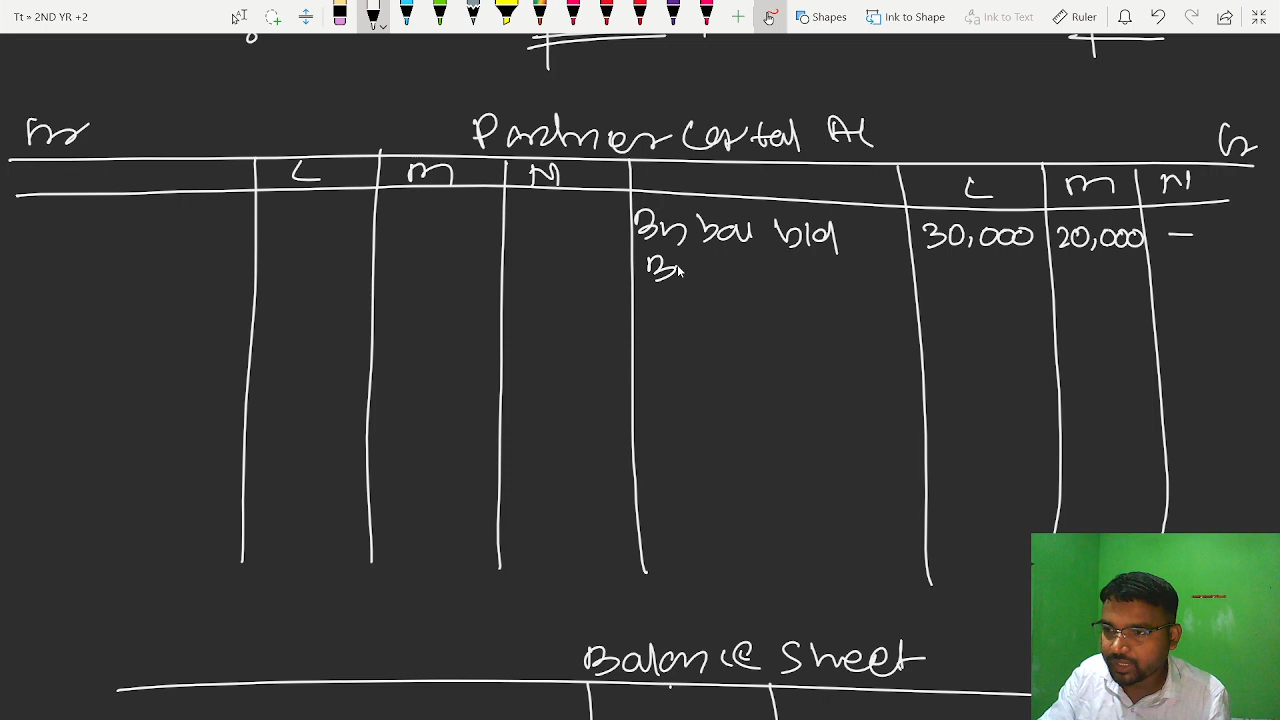 Tt » 2ND YR +2
Shapes Ink to Shape Ink to Text Ruler
Dr Partner Capital A/c Cr
L M N L M N
By bal b/d 30,000 20,000 —
B
Balance Sheet